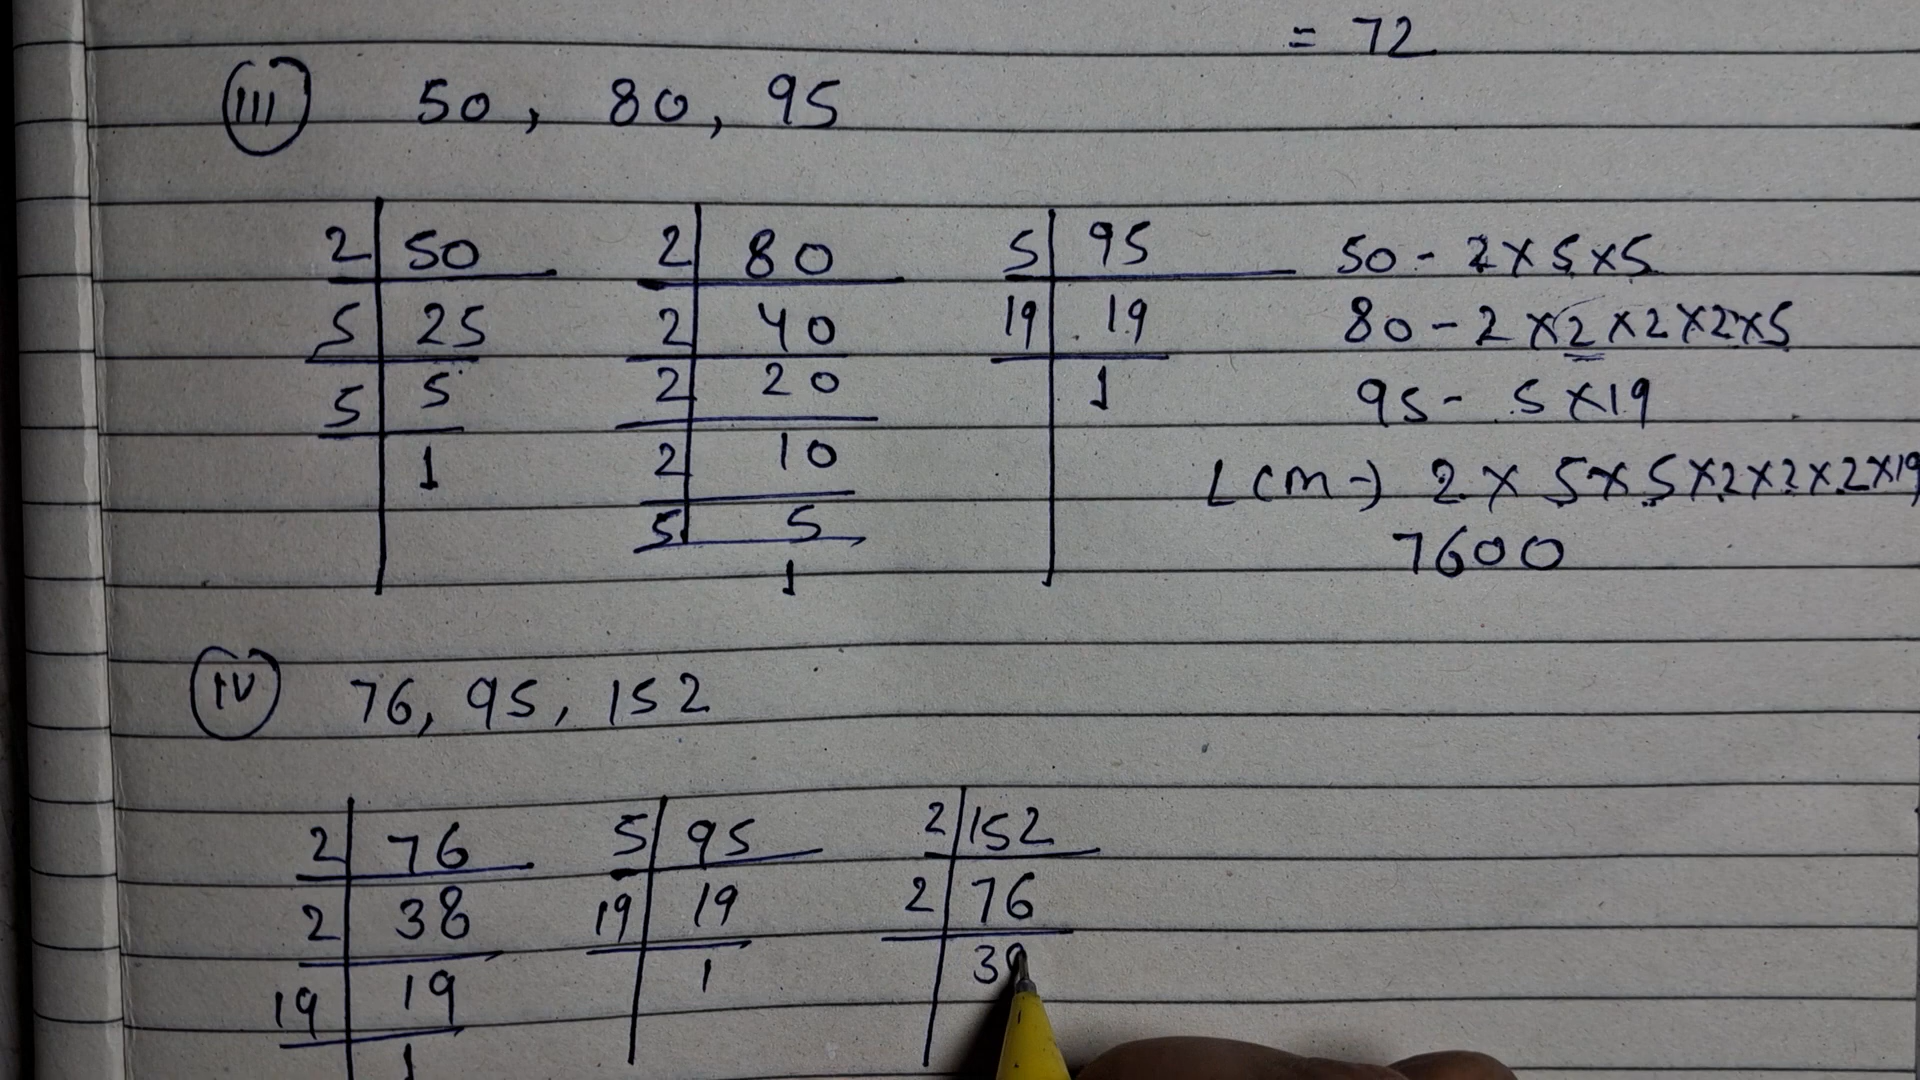 = 72
(III) 50, 80, 95
2 | 50   2 | 80   5 | 95   50 - 2 × 5 × 5
5 | 25   2 | 40   19 | 19   80 - 2 × 2 × 2 × 2 × 5
5 | 5   2 | 20   1   95 - 5 × 19
1   2 | 10   LCM → 2 × 5 × 5 × 2 × 2 × 2 × 19
5 | 5   7600
1
(IV) 76, 95, 152
2 | 76   5 | 95   2 | 152
2 | 38   19 | 19   2 | 76
19 | 19   1   3
1